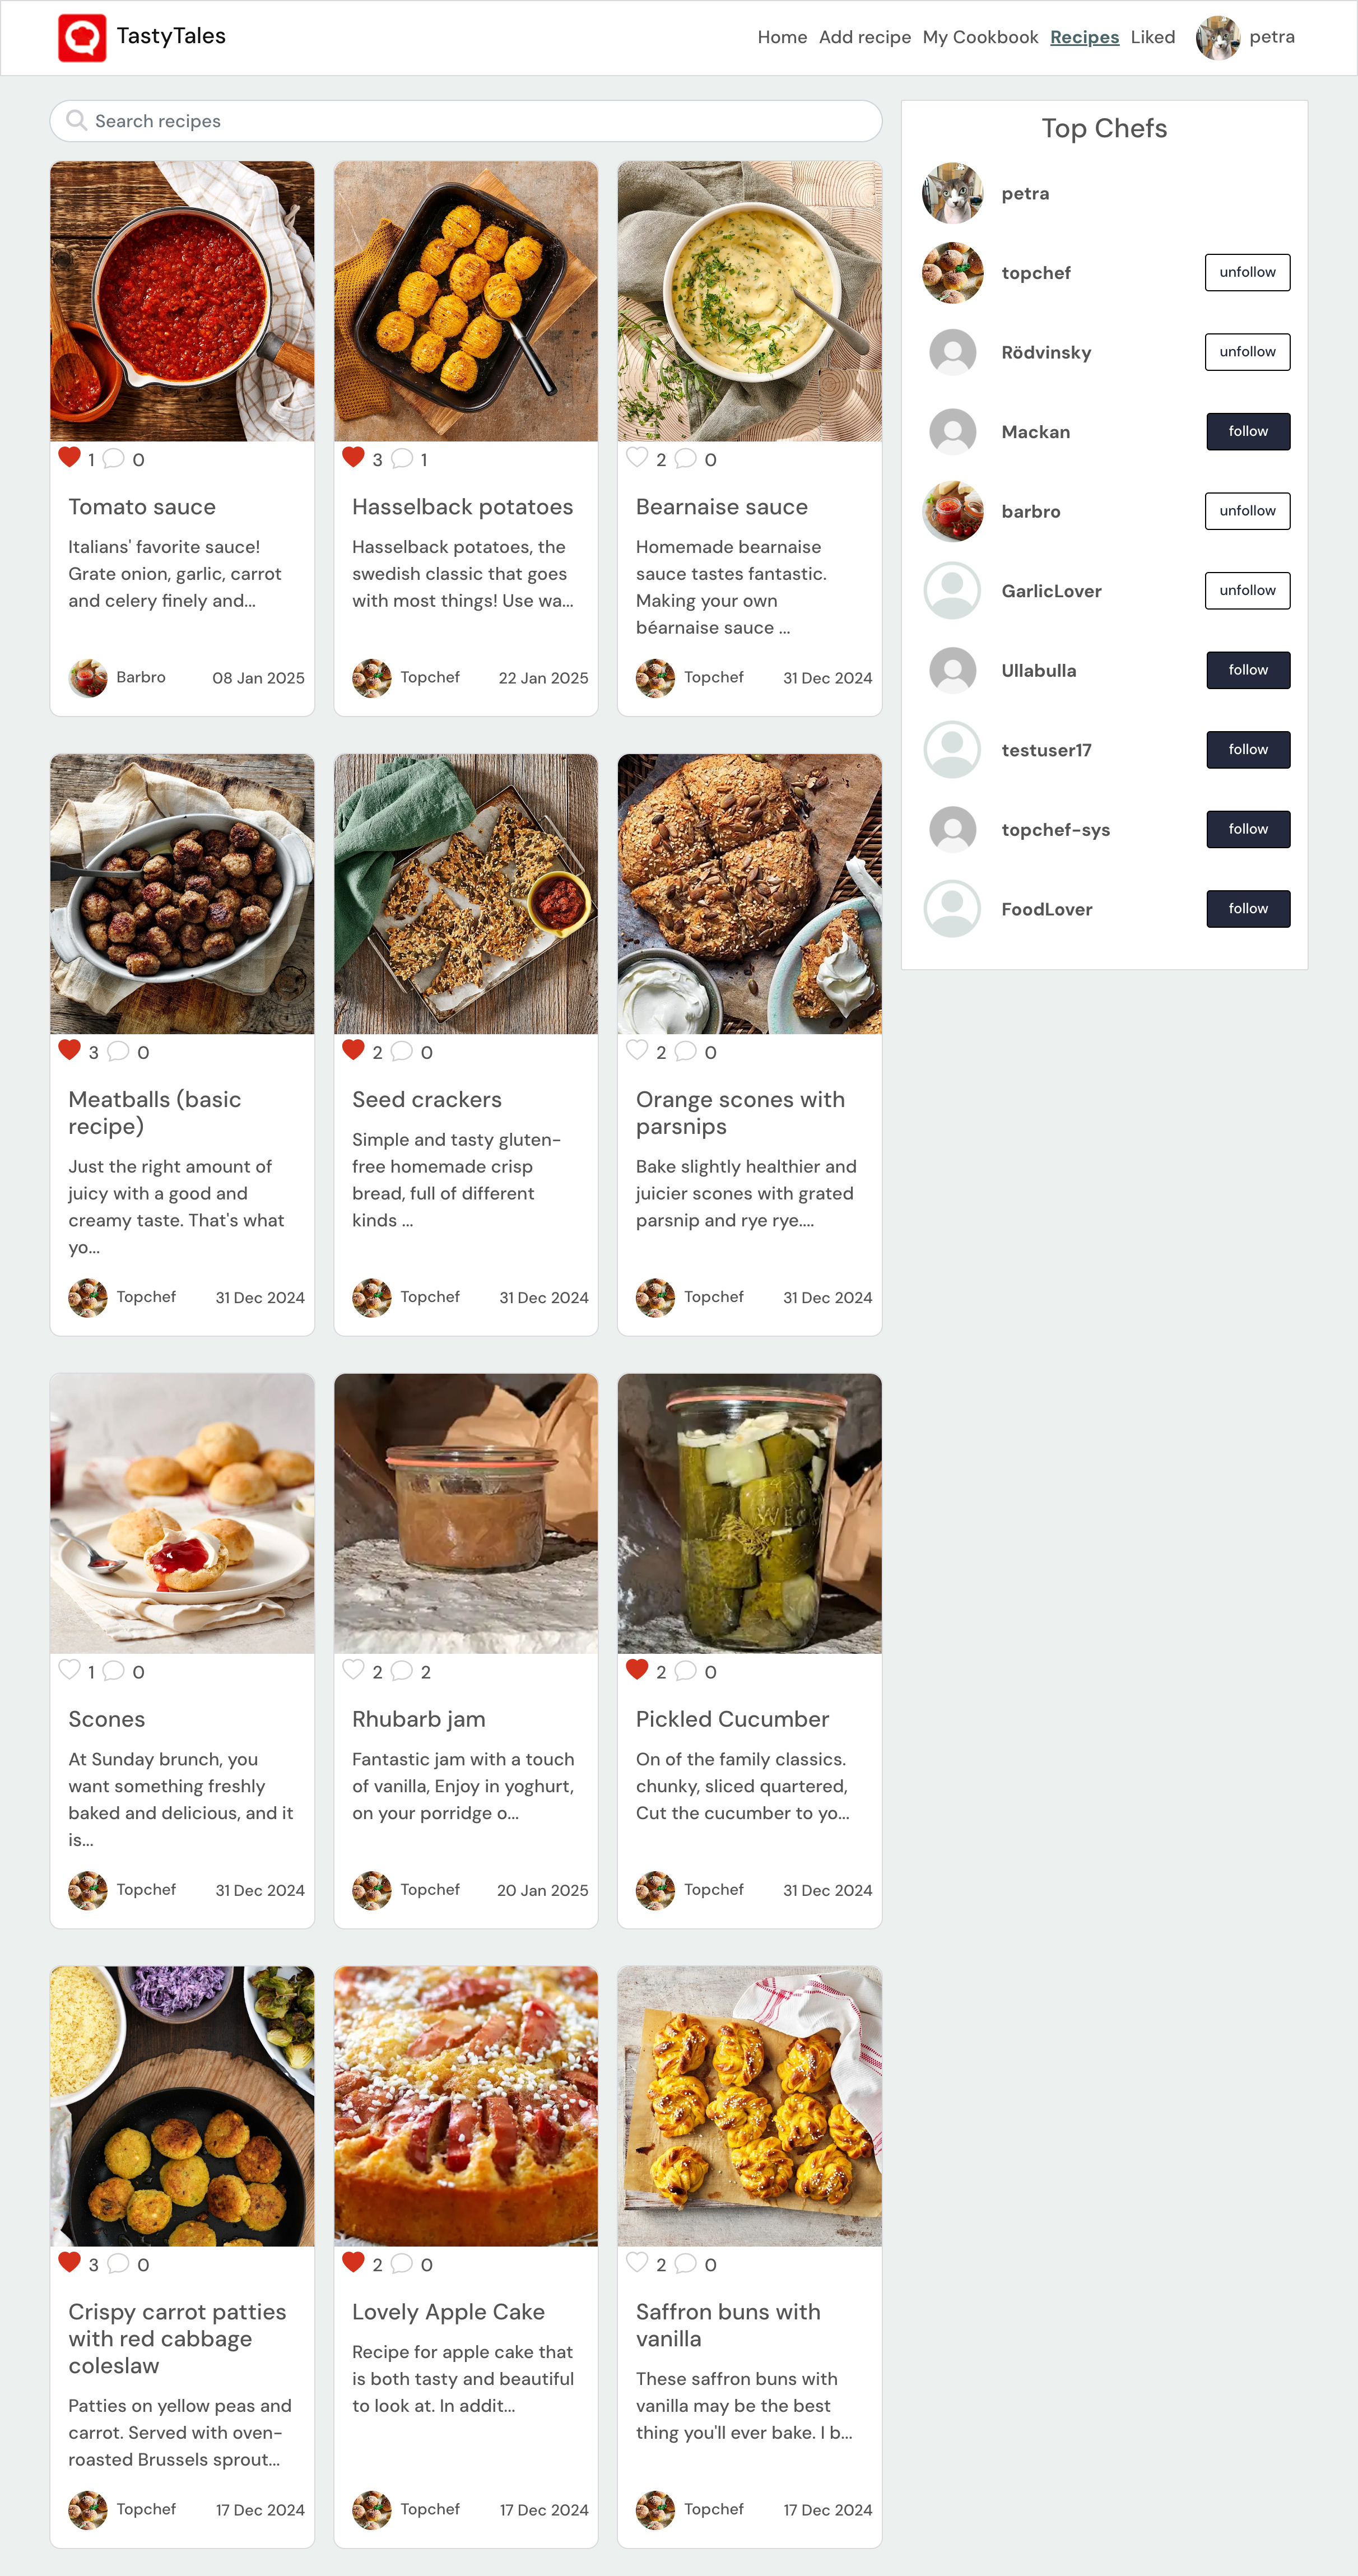 TastyTales
Home Add recipe My Cookbook Recipes Liked petra
Search recipes
1 0
Tomato sauce
Italians' favorite sauce!
Grate onion, garlic, carrot
and celery finely and...
Barbro 08 Jan 2025
3 1
Hasselback potatoes
Hasselback potatoes, the
swedish classic that goes
with most things! Use wa...
Topchef 22 Jan 2025
2 0
Bearnaise sauce
Homemade bearnaise
sauce tastes fantastic.
Making your own
béarnaise sauce ...
Topchef 31 Dec 2024
3 0
Meatballs (basic
recipe)
Just the right amount of
juicy with a good and
creamy taste. That's what
yo...
Topchef 31 Dec 2024
2 0
Seed crackers
Simple and tasty gluten-
free homemade crisp
bread, full of different
kinds ...
Topchef 31 Dec 2024
2 0
Orange scones with
parsnips
Bake slightly healthier and
juicier scones with grated
parsnip and rye rye....
Topchef 31 Dec 2024
1 0
Scones
At Sunday brunch, you
want something freshly
baked and delicious, and it
is...
Topchef 31 Dec 2024
2 2
Rhubarb jam
Fantastic jam with a touch
of vanilla, Enjoy in yoghurt,
on your porridge o...
Topchef 20 Jan 2025
2 0
Pickled Cucumber
On of the family classics.
chunky, sliced quartered,
Cut the cucumber to yo...
Topchef 31 Dec 2024
3 0
Crispy carrot patties
with red cabbage
coleslaw
Patties on yellow peas and
carrot. Served with oven-
roasted Brussels sprout...
Topchef 17 Dec 2024
2 0
Lovely Apple Cake
Recipe for apple cake that
is both tasty and beautiful
to look at. In addit...
Topchef 17 Dec 2024
2 0
Saffron buns with
vanilla
These saffron buns with
vanilla may be the best
thing you'll ever bake. I b...
Topchef 17 Dec 2024
Top Chefs
petra
topchef unfollow
Rödvinsky unfollow
Mackan follow
barbro unfollow
GarlicLover unfollow
Ullabulla follow
testuser17 follow
topchef-sys follow
FoodLover follow